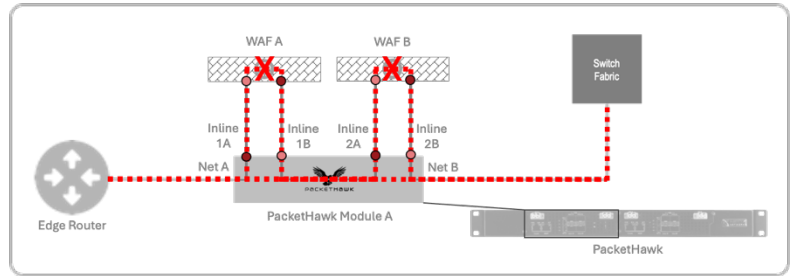 WAF A
WAF B
Switch
Fabric
Inline
1A
Inline
1B
Inline
2A
Inline
2B
Net A
Net B
PACKETHAWK
Edge Router
PacketHawk Module A
PacketHawk